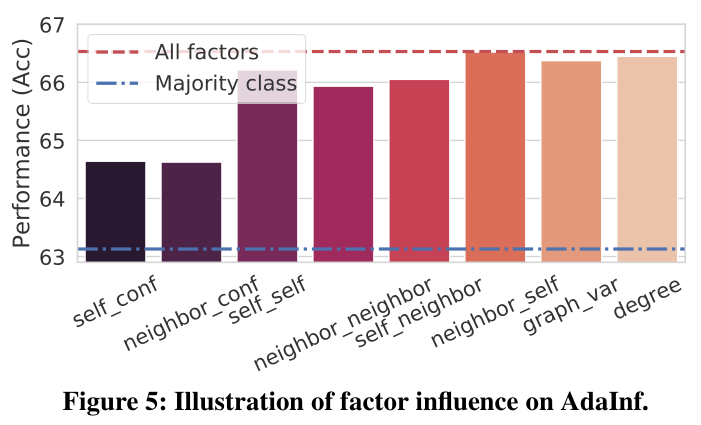 67
66
65
64
63
Performance (Acc)
All factors
Majority class
self_conf
neighbor_conf
self_self
neighbor_neighbor
self_neighbor
neighbor_self
graph_var
degree
Figure 5: Illustration of factor influence on AdaInf.